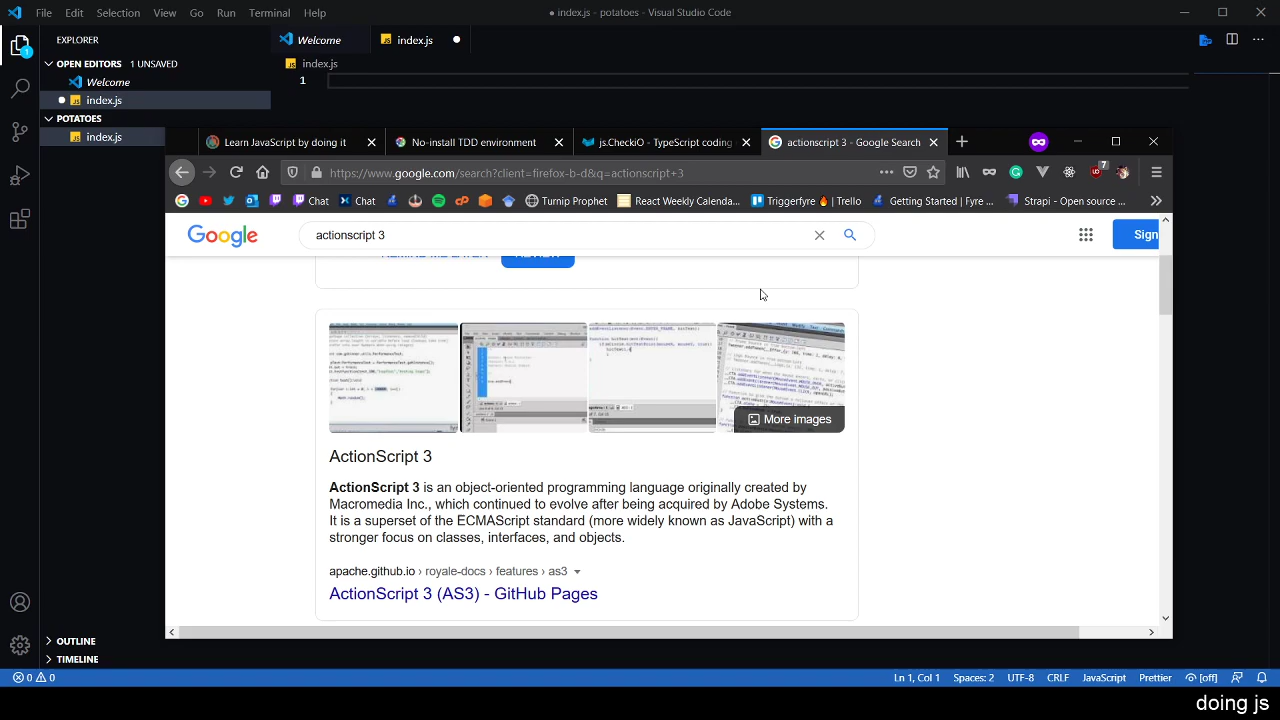 File Edit Selection View Go Run Terminal Help
● index.js - potatoes - Visual Studio Code
EXPLORER
Welcome
index.js
OPEN EDITORS 1 UNSAVED
index.js
Welcome
1
index.js
POTATOES
index.js
1
Learn JavaScript by doing it
No-install TDD environment
js.CheckiO - TypeScript coding
actionscript 3 - Google Search
https://www.google.com/search?client=firefox-b-d&q=actionscript+3
7
Chat
Chat
Turnip Prophet
React Weekly Calenda...
Triggerfyre 🔥 | Trello
Getting Started | Fyre ...
Strapi - Open source ...
Google
actionscript 3
Sign
More images
ActionScript 3
ActionScript 3 is an object-oriented programming language originally created by
Macromedia Inc., which continued to evolve after being acquired by Adobe Systems.
It is a superset of the ECMAScript standard (more widely known as JavaScript) with a
stronger focus on classes, interfaces, and objects.
apache.github.io › royale-docs › features › as3
ActionScript 3 (AS3) - GitHub Pages
OUTLINE
TIMELINE
0 0
Ln 1, Col 1 Spaces: 2 UTF-8 CRLF JavaScript Prettier [off]
doing js